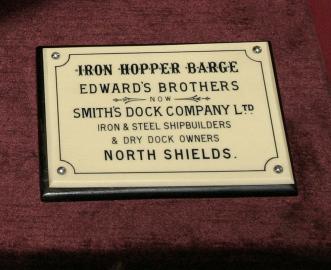 IRON HOPPER BARGE
EDWARD'S BROTHERS
NOW
SMITH'S DOCK COMPANY LTD
IRON & STEEL SHIPBUILDERS
& DRY DOCK OWNERS
NORTH SHIELDS.